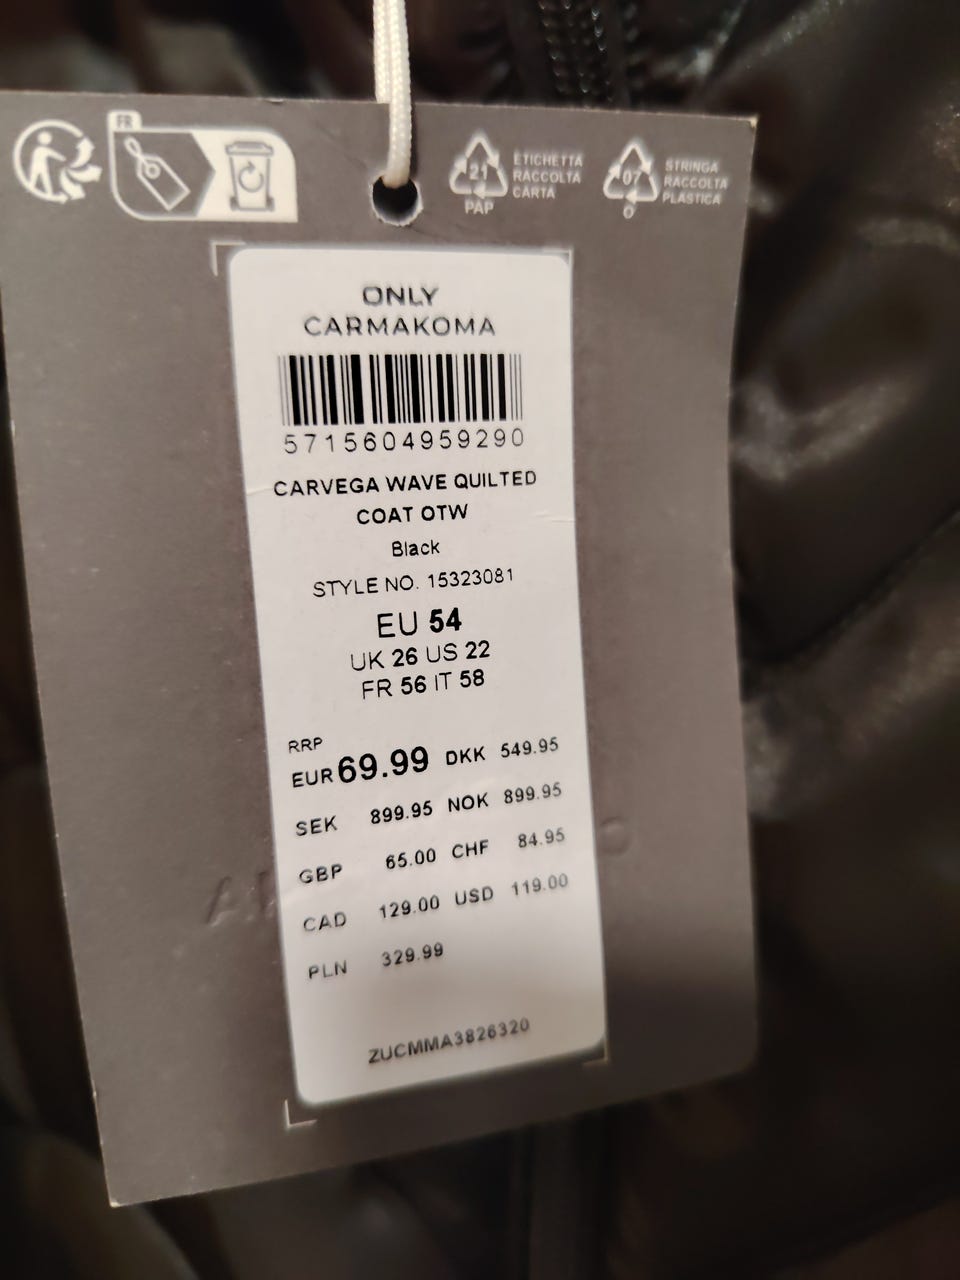 FR
21
PAP
ETICHETTA
RACCOLTA
CARTA
07
O
STRINGA
RACCOLTA
PLASTICA
ONLY
CARMAKOMA
5715604959290
CARVEGA WAVE QUILTED
COAT OTW
Black
STYLE NO. 15323081
EU 54
UK 26 US 22
FR 56 IT 58
RRP
EUR 69.99 DKK 549.95
SEK 899.95 NOK 899.95
GBP 65.00 CHF 84.95
CAD 129.00 USD 119.00
PLN 329.99
ZUCMMA3826320